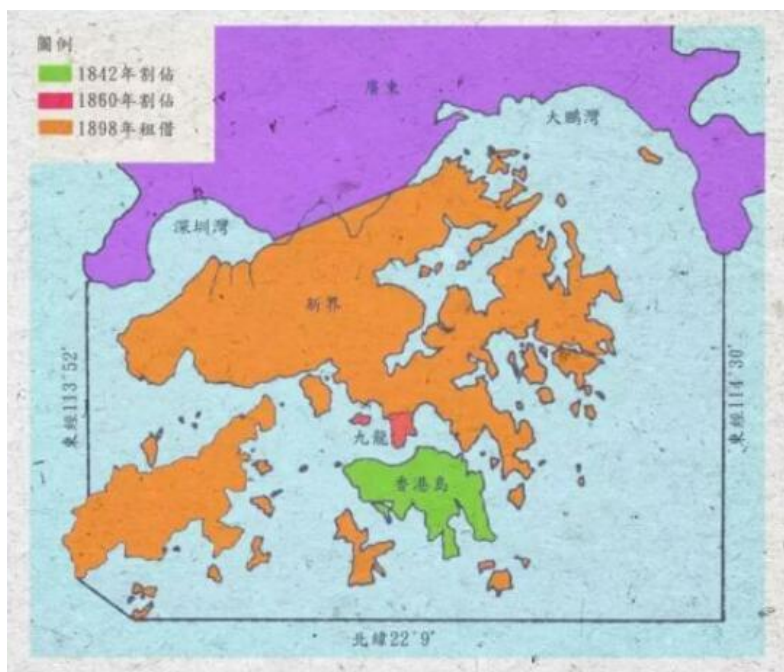 圖例
1842年割佔
1860年割佔
1898年租借
廣東
大鵬灣
深圳灣
新界
東經113°52'
東經114°30'
九龍
香港島
北緯22°9'